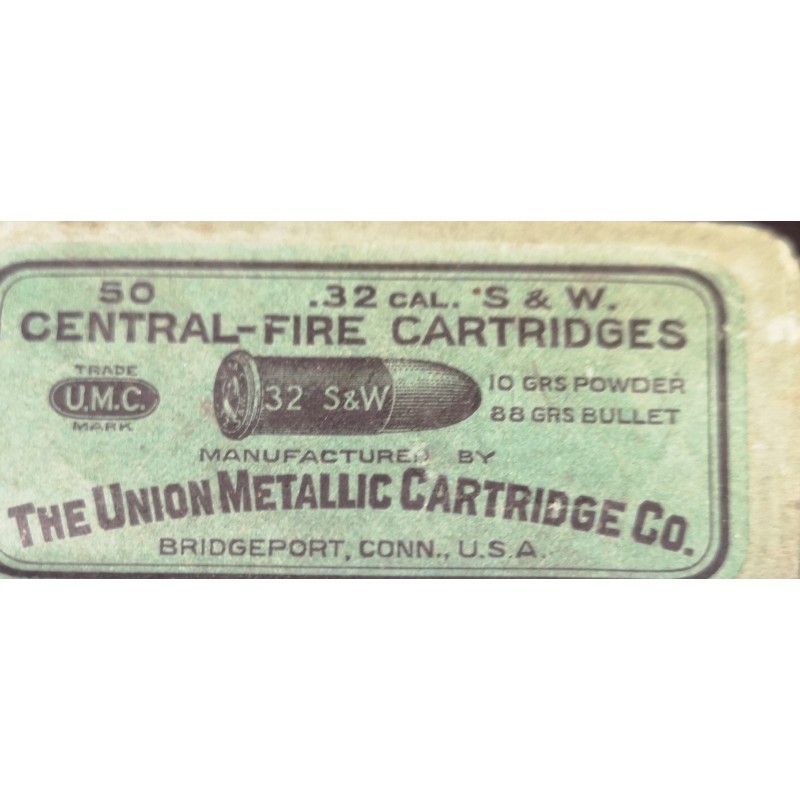 50 .32 CAL. S & W.
CENTRAL-FIRE CARTRIDGES
TRADE
U.M.C.
MARK
32 S&W
10 GRS POWDER
88 GRS BULLET
MANUFACTURED BY
THE UNION METALLIC CARTRIDGE CO.
BRIDGEPORT, CONN., U.S.A.